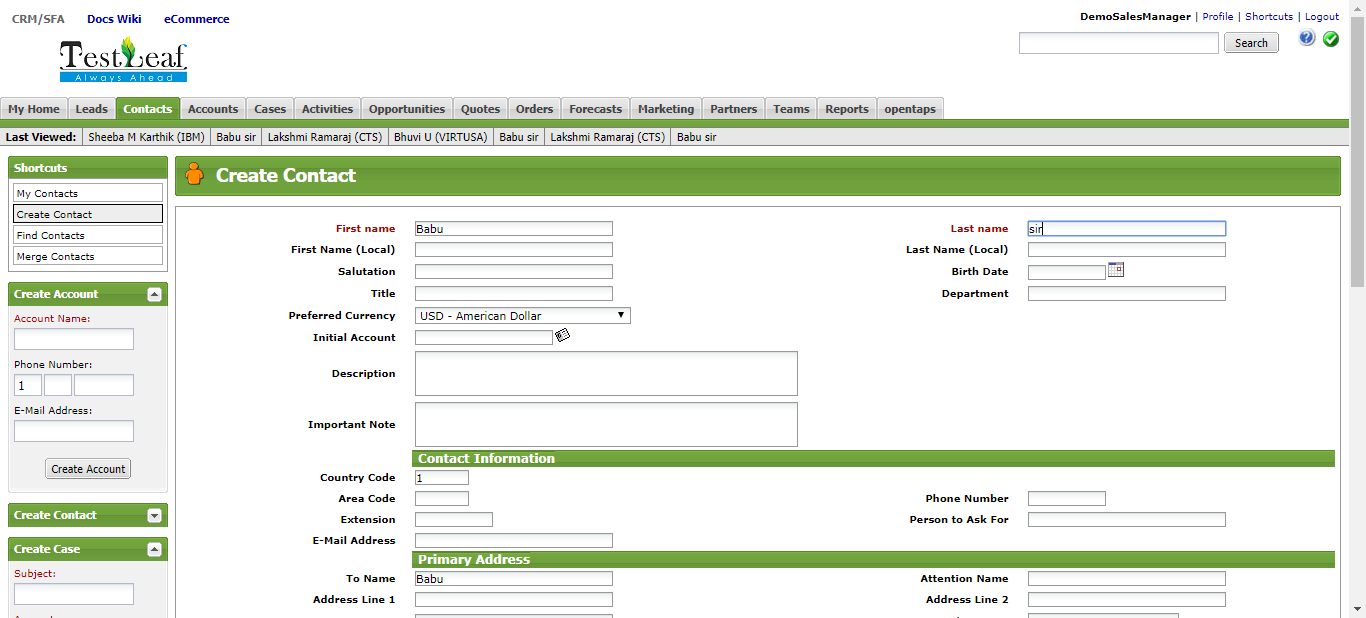 CRM/SFA Docs Wiki eCommerce
DemoSalesManager | Profile | Shortcuts | Logout
TestLeaf
Always Ahead
Search
My Home Leads Contacts Accounts Cases Activities Opportunities Quotes Orders Forecasts Marketing Partners Teams Reports opentaps
Last Viewed: Sheeba M Karthik (IBM) Babu sir Lakshmi Ramaraj (CTS) Bhuvi U (VIRTUSA) Babu sir Lakshmi Ramaraj (CTS) Babu sir
Shortcuts
My Contacts
Create Contact
Find Contacts
Merge Contacts
Create Account
Account Name:
Phone Number:
1
E-Mail Address:
Create Account
Create Contact
Create Case
Subject:
Create Contact
First name Babu Last name sir
First Name (Local) Last Name (Local)
Salutation Birth Date
Title Department
Preferred Currency USD - American Dollar
Initial Account
Description
Important Note
Contact Information
Country Code 1
Area Code Phone Number
Extension Person to Ask For
E-Mail Address
Primary Address
To Name Babu Attention Name
Address Line 1 Address Line 2